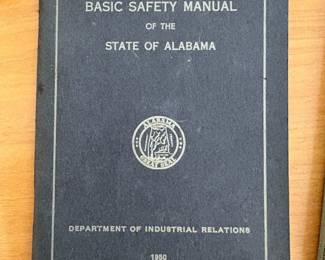 BASIC SAFETY MANUAL
OF THE
STATE OF ALABAMA
ALABAMA
GREAT SEAL
DEPARTMENT OF INDUSTRIAL RELATIONS
1950